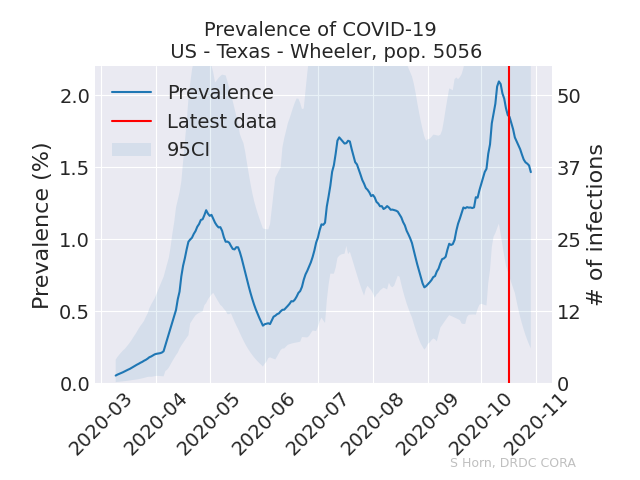 Prevalence of COVID-19
US - Texas - Wheeler, pop. 5056
Prevalence
Latest data
95CI
Prevalence (%)
2.0
1.5
1.0
0.5
0.0
50
37
25
12
0
# of infections
2020-03
2020-04
2020-05
2020-06
2020-07
2020-08
2020-09
2020-10
2020-11
S Horn, DRDC CORA